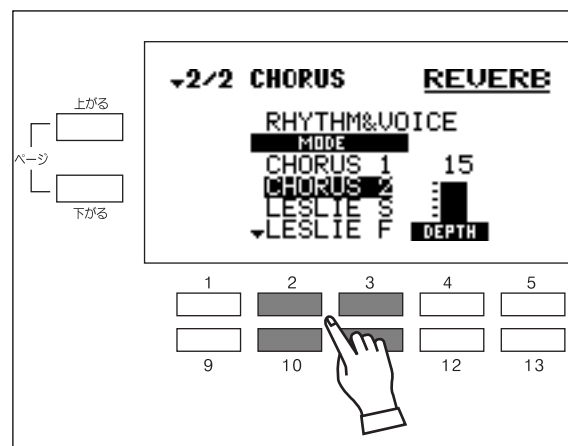 ▼2/2 CHORUS REVERB
上がる
RHYTHM&VOICE
MODE
ページ
CHORUS 1 15
CHORUS 2
LESLIE S
下がる
▼LESLIE F DEPTH
1 2 3 4 5
9 10 12 13